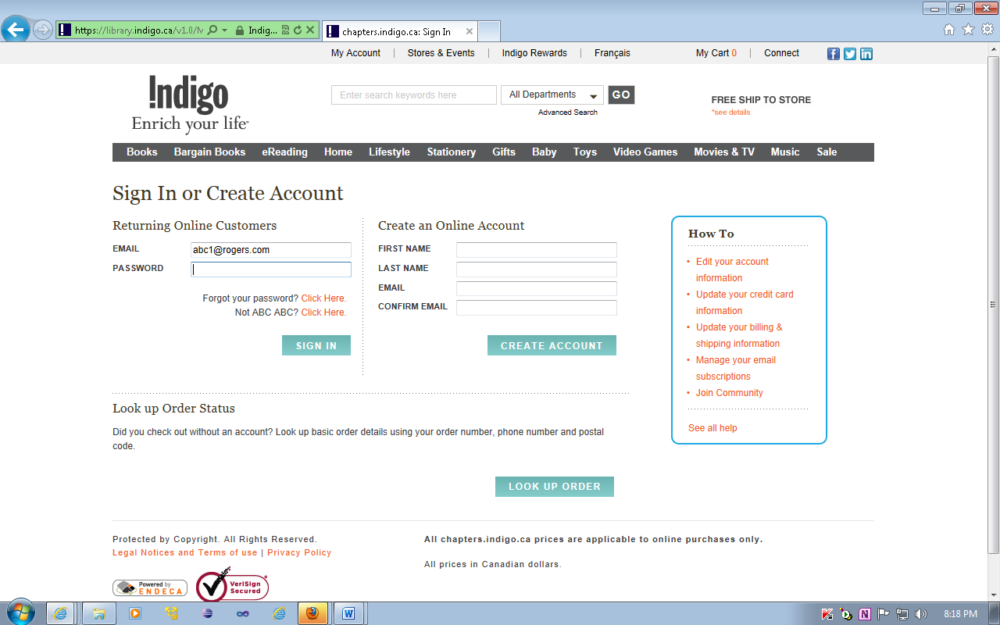 https://library.indigo.ca/v1.0/M
Indig...
chapters.indigo.ca: Sign In
My Account | Stores & Events | Indigo Rewards | Français
My Cart 0 | Connect
Indigo
Enrich your life
Enter search keywords here
All Departments
GO
Advanced Search
FREE SHIP TO STORE
*see details
Books Bargain Books eReading Home Lifestyle Stationery Gifts Baby Toys Video Games Movies & TV Music Sale
Sign In or Create Account
Returning Online Customers
EMAIL abc1@rogers.com
PASSWORD
Forgot your password? Click Here.
Not ABC ABC? Click Here.
SIGN IN
Create an Online Account
FIRST NAME
LAST NAME
EMAIL
CONFIRM EMAIL
CREATE ACCOUNT
How To
• Edit your account
information
• Update your credit card
information
• Update your billing &
shipping information
• Manage your email
subscriptions
• Join Community
See all help
Look up Order Status
Did you check out without an account? Look up basic order details using your order number, phone number and postal
code.
LOOK UP ORDER
Protected by Copyright. All Rights Reserved.
Legal Notices and Terms of use | Privacy Policy
All chapters.indigo.ca prices are applicable to online purchases only.
All prices in Canadian dollars.
Powered by
ENDECA
VeriSign
Secured
8:18 PM